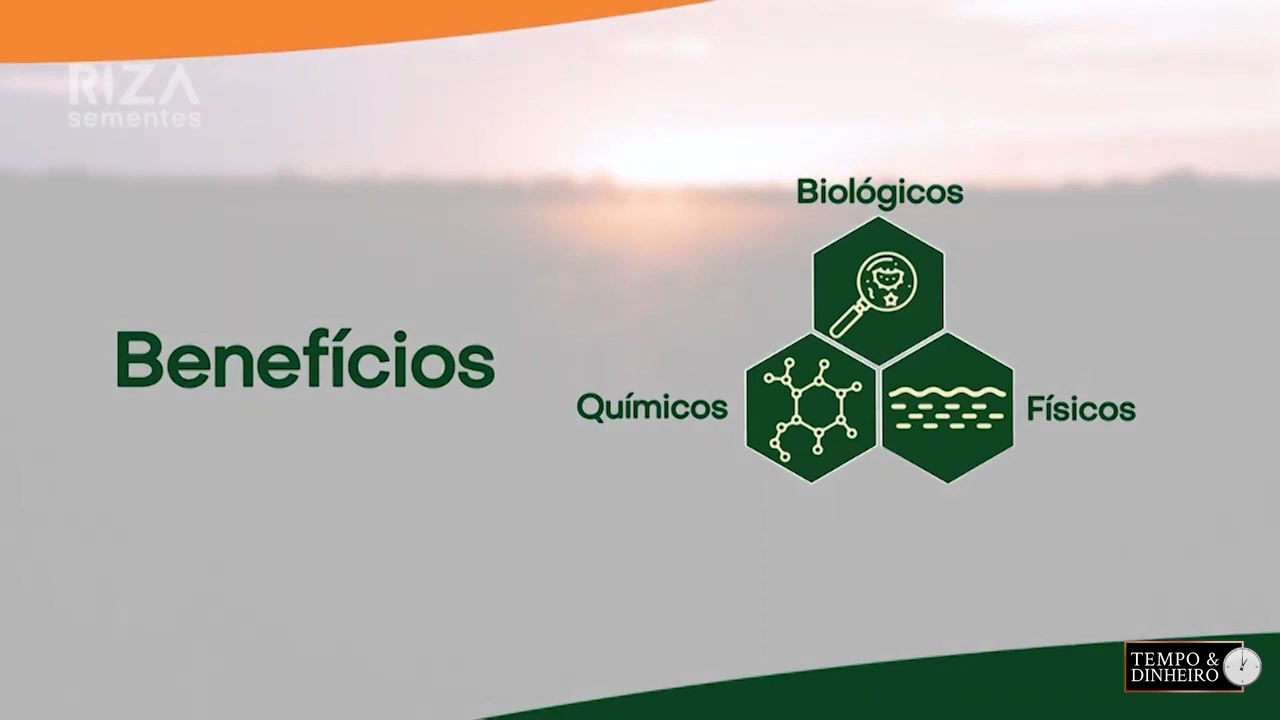 RIZA
sementes
Biológicos
Benefícios
Químicos
Físicos
TEMPO &
DINHEIRO